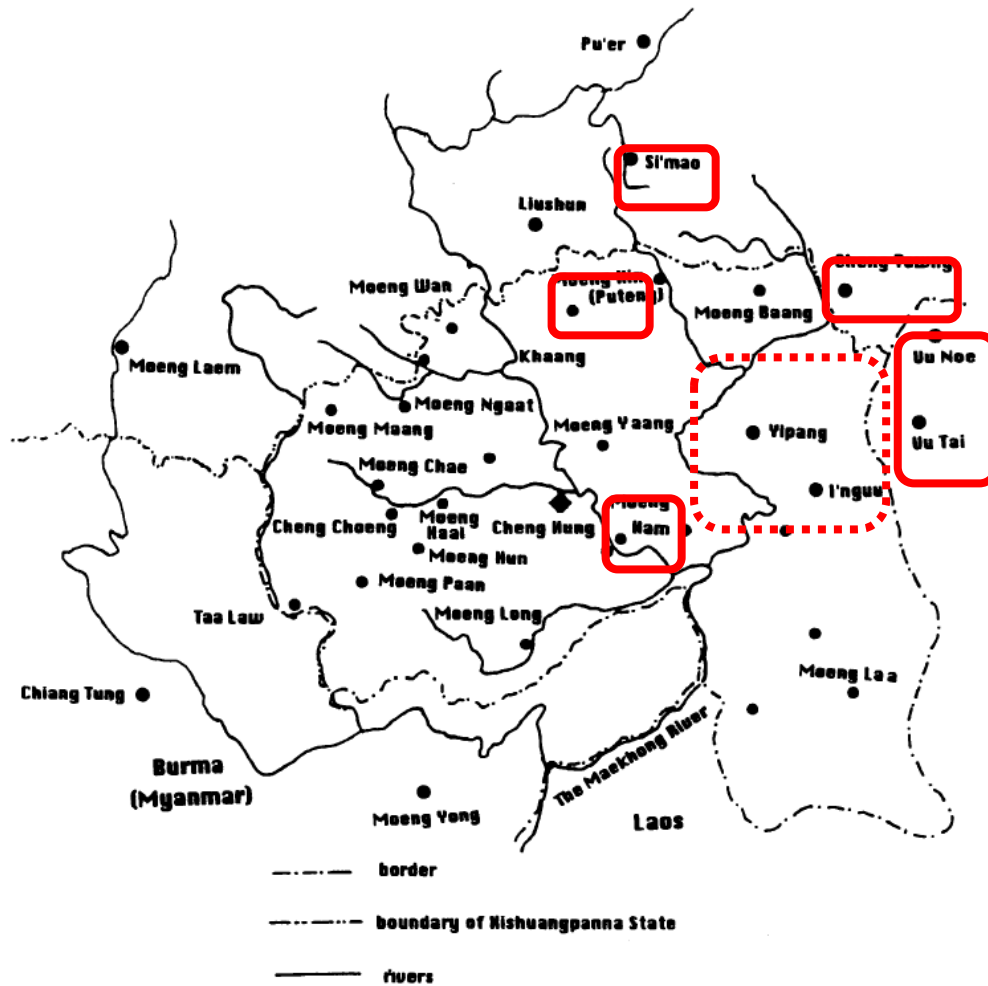 Pu'er
Si'mao
Liushun
Moeng Wan
(Puteng)
Moeng Baang
Khaang
Uu Noe
Moeng Laem
Moeng Ngaat
Moeng Maang
Moeng Yaang
Yipang
Uu Tai
Moeng Chae
I'nguu
Cheng Choeng
Moeng
Cheng Hung
Moeng
Moeng Hun
Moeng Paan
Taa Law
Moeng Long
Moeng Laa
Chiang Tung
The Maekhong River
Burma
(Myanmar)
Moeng Yong
Laos
border
boundary of Xishuangpanna State
rivers